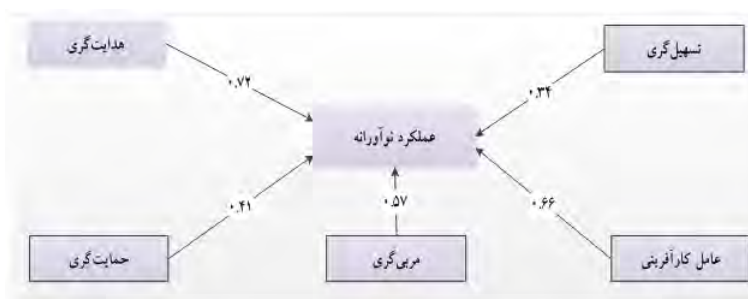 تسهیل‌گری
هدایت‌گری
۰.۳۴
۰.۷۲
عملکرد نوآورانه
۰.۶۶
۰.۵۷
۰.۴۱
عامل کارآفرینی
مربی‌گری
حمایت‌گری